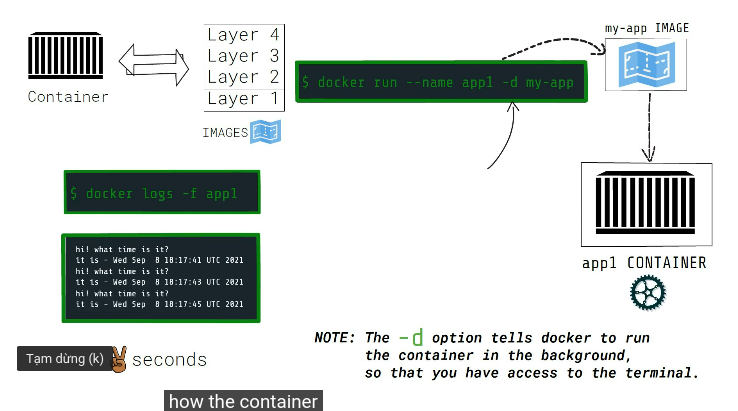 Container
Layer 4
Layer 3
Layer 2
Layer 1
IMAGES
$ docker run --name app1 -d my-app
my-app IMAGE
app1 CONTAINER
$ docker logs -f app1
hi! what time is it?
it is - Wed Sep  8 18:17:41 UTC 2021
hi! what time is it?
it is - Wed Sep  8 18:17:43 UTC 2021
hi! what time is it?
it is - Wed Sep  8 18:17:45 UTC 2021
Tạm dừng (k)
seconds
NOTE: The -d option tells docker to run
the container in the background,
so that you have access to the terminal.
how the container